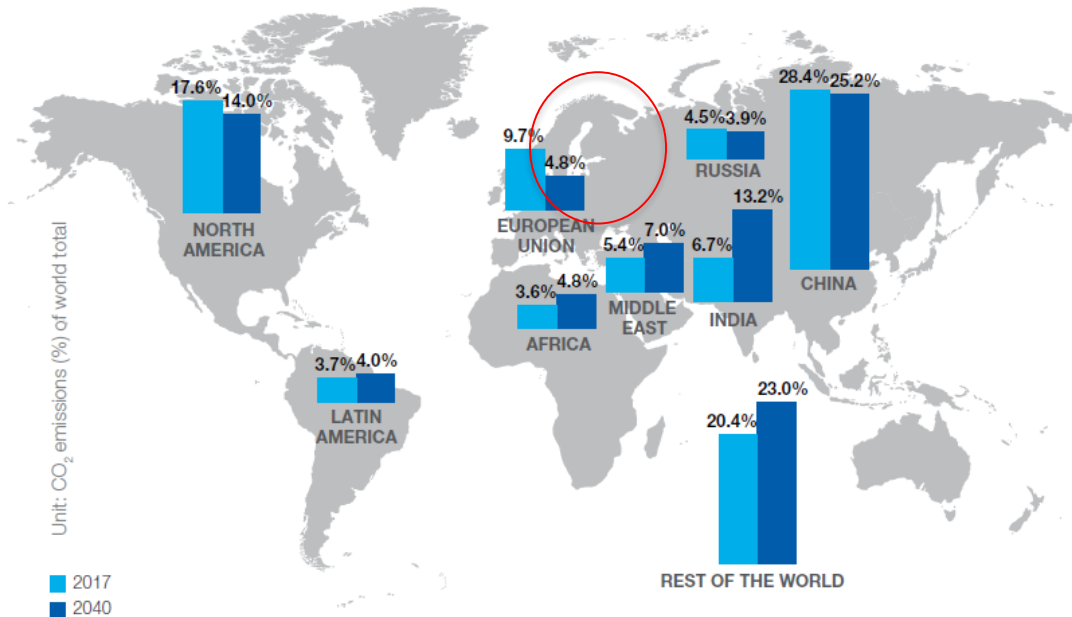 17.6%
14.0%
NORTH
AMERICA
9.7%
4.8%
EUROPEAN
UNION
4.5%
3.9%
RUSSIA
28.4%
25.2%
CHINA
5.4%
7.0%
MIDDLE
EAST
6.7%
13.2%
INDIA
3.6%
4.8%
AFRICA
3.7%
4.0%
LATIN
AMERICA
20.4%
23.0%
REST OF THE WORLD
Unit: CO₂ emissions (%) of world total
2017
2040